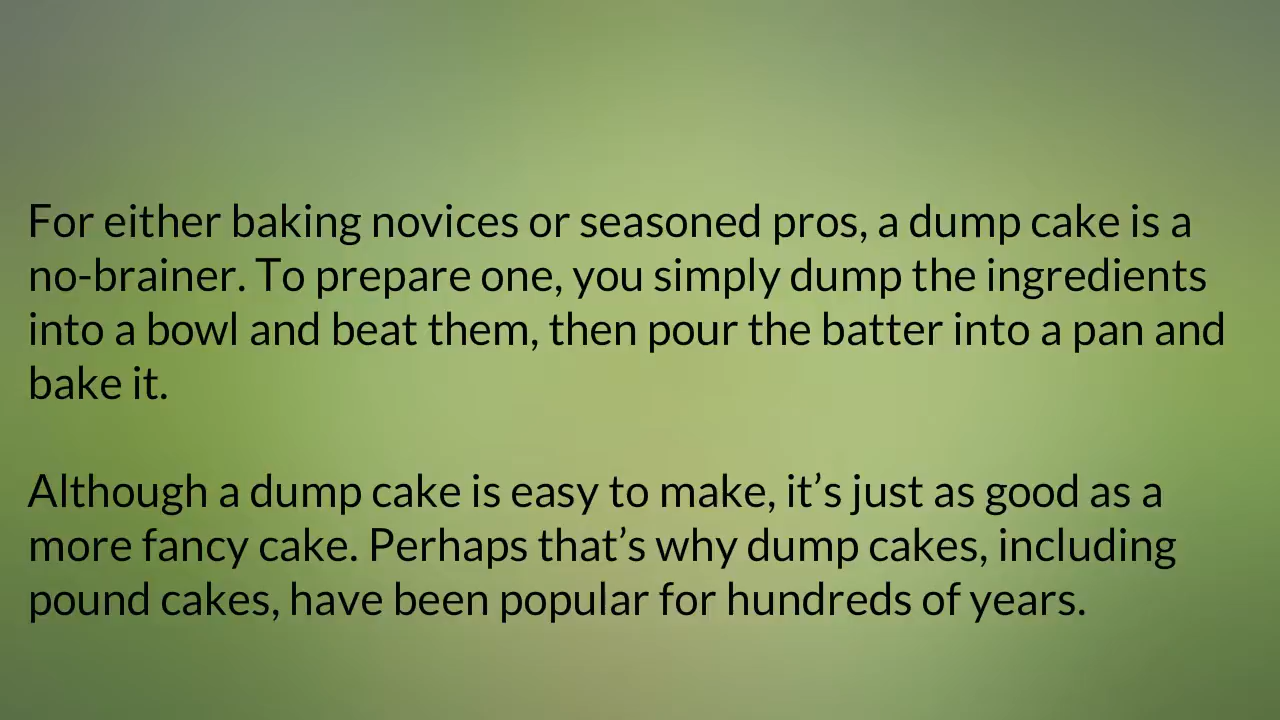 For either baking novices or seasoned pros, a dump cake is a
no-brainer. To prepare one, you simply dump the ingredients
into a bowl and beat them, then pour the batter into a pan and
bake it.
Although a dump cake is easy to make, it’s just as good as a
more fancy cake. Perhaps that’s why dump cakes, including
pound cakes, have been popular for hundreds of years.